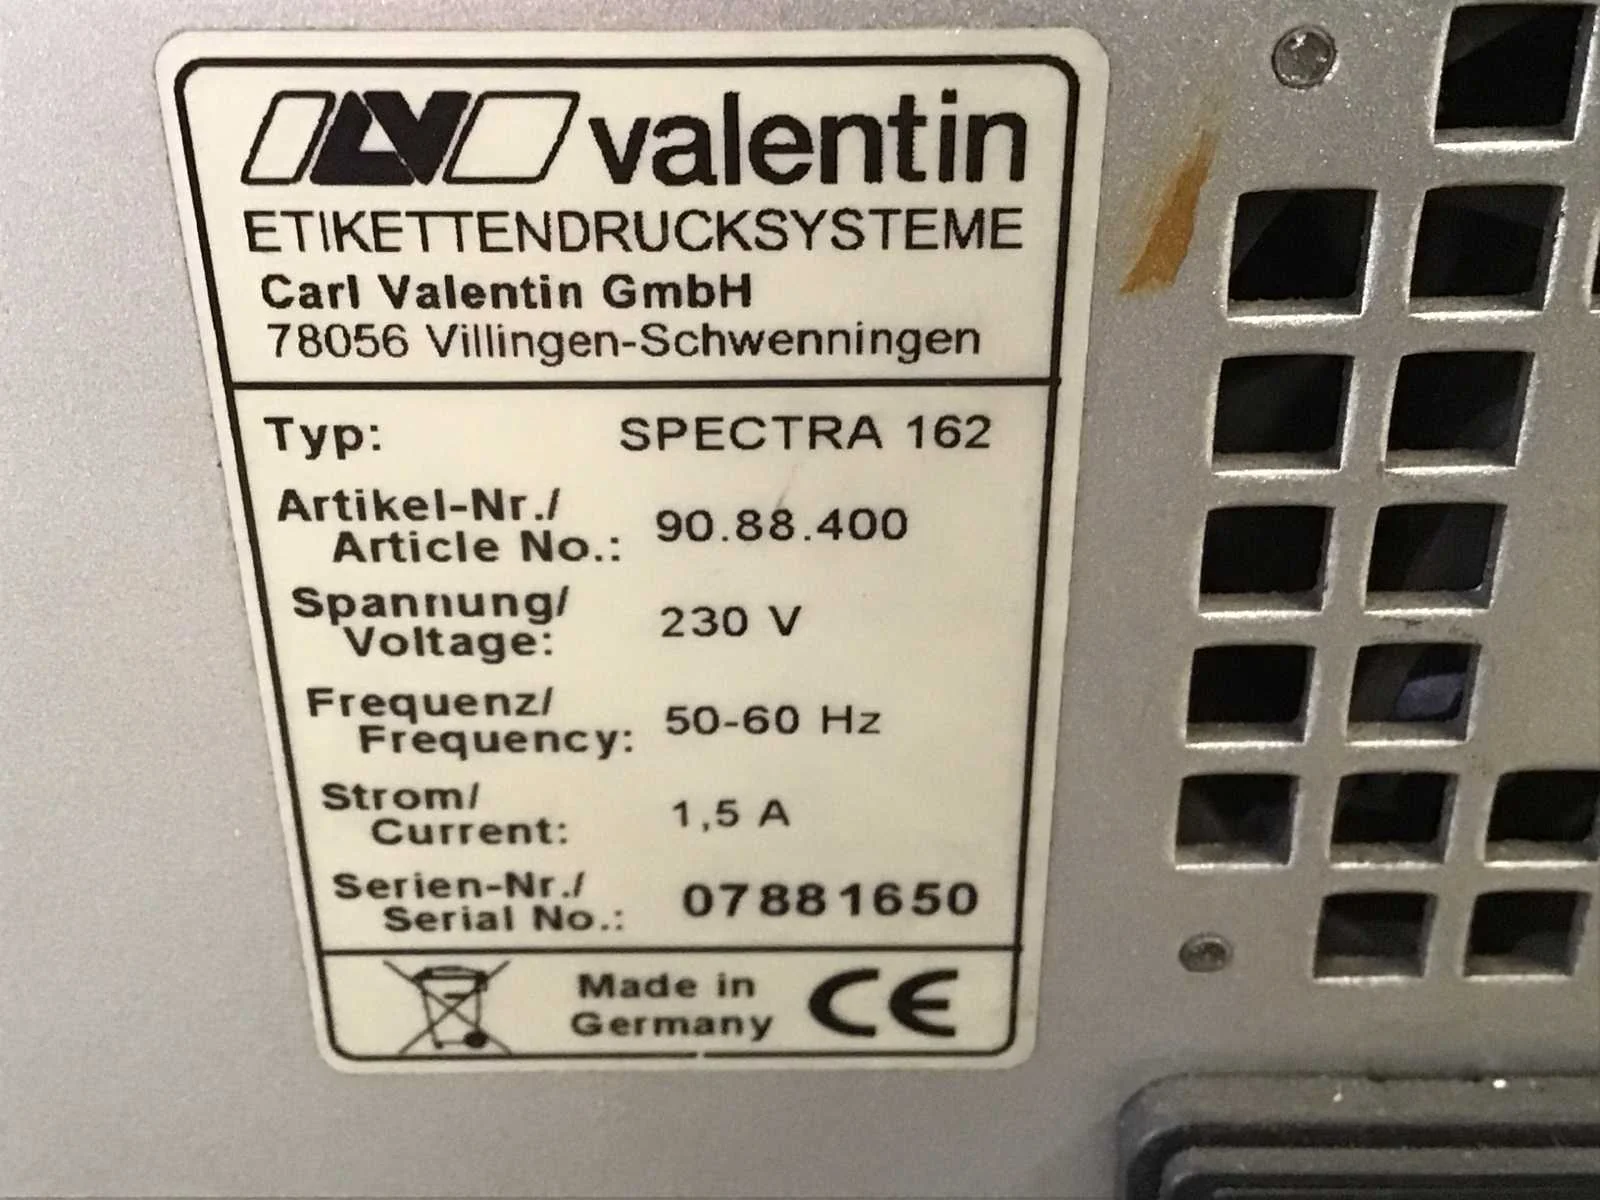 valentin
ETIKETTENDRUCKSYSTEME
Carl Valentin GmbH
78056 Villingen-Schwenningen
Typ: SPECTRA 162
Artikel-Nr./
Article No.: 90.88.400
Spannung/
Voltage: 230 V
Frequenz/
Frequency: 50-60 Hz
Strom/
Current: 1,5 A
Serien-Nr./
Serial No.: 07881650
Made in
Germany
CE